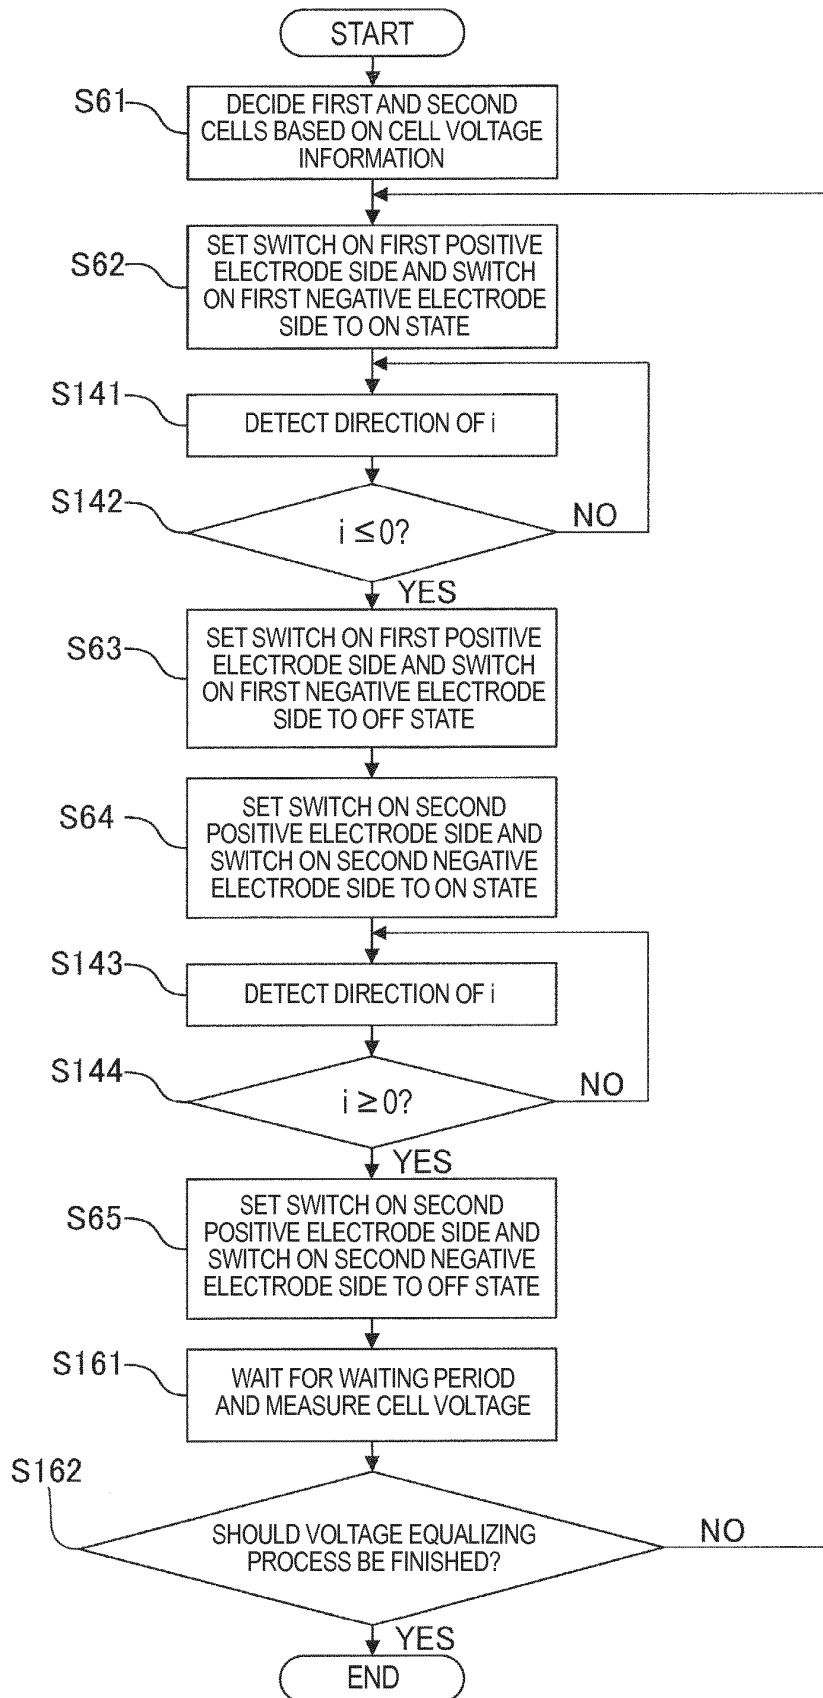 START
S61
DECIDE FIRST AND SECOND
CELLS BASED ON CELL VOLTAGE
INFORMATION
S62
SET SWITCH ON FIRST POSITIVE
ELECTRODE SIDE AND SWITCH
ON FIRST NEGATIVE ELECTRODE
SIDE TO ON STATE
S141
DETECT DIRECTION OF i
S142
i ≤ 0?
NO
YES
S63
SET SWITCH ON FIRST POSITIVE
ELECTRODE SIDE AND SWITCH
ON FIRST NEGATIVE ELECTRODE
SIDE TO OFF STATE
S64
SET SWITCH ON SECOND
POSITIVE ELECTRODE SIDE AND
SWITCH ON SECOND NEGATIVE
ELECTRODE SIDE TO ON STATE
S143
DETECT DIRECTION OF i
S144
i ≥ 0?
NO
YES
S65
SET SWITCH ON SECOND
POSITIVE ELECTRODE SIDE AND
SWITCH ON SECOND NEGATIVE
ELECTRODE SIDE TO OFF STATE
S161
WAIT FOR WAITING PERIOD
AND MEASURE CELL VOLTAGE
S162
SHOULD VOLTAGE EQUALIZING
PROCESS BE FINISHED?
NO
YES
END